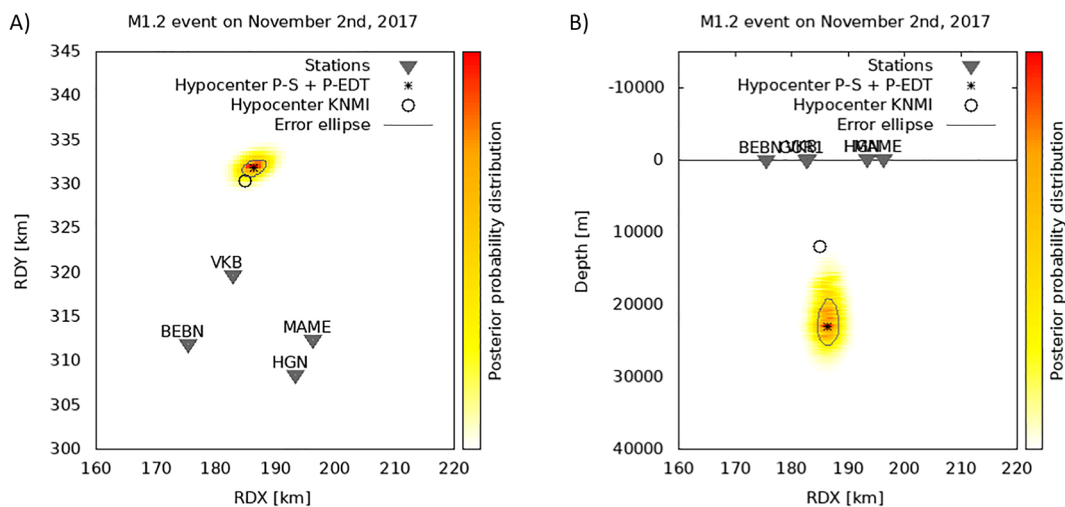 A)
M1.2 event on November 2nd, 2017
345
340
335
330
325
320
315
310
305
300
RDY [km]
Stations
Hypocenter P-S + P-EDT
Hypocenter KNMI
Error ellipse
VKB
BEBN
MAME
HGN
160 170 180 190 200 210 220
RDX [km]
Posterior probability distribution
B)
M1.2 event on November 2nd, 2017
-10000
0
10000
20000
30000
40000
Depth [m]
Stations
Hypocenter P-S + P-EDT
Hypocenter KNMI
Error ellipse
BEBN MAME
160 170 180 190 200 210 220
RDX [km]
Posterior probability distribution